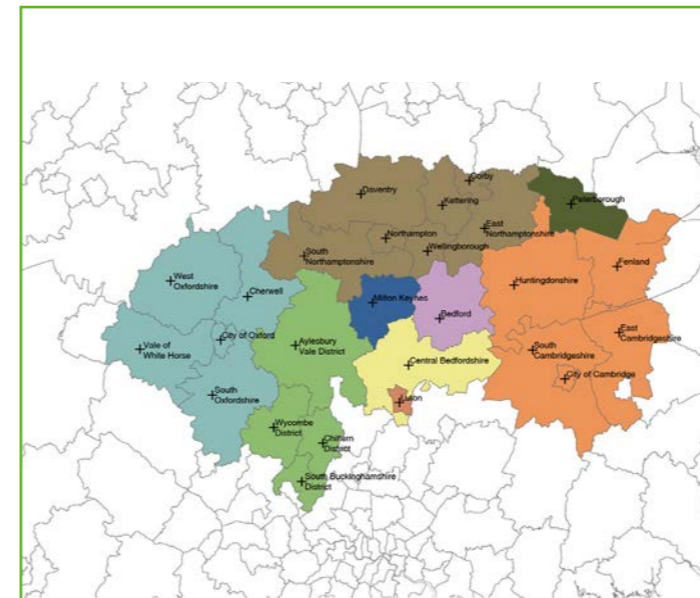 Corby
Daventry
Kettering
Peterborough
East
Northamptonshire
Northampton
Wellingborough
South
Northamptonshire
Fenland
West
Oxfordshire
Huntingdonshire
Cherwell
Milton Keynes
Bedford
East
Cambridgeshire
City of Oxford
Vale of
White Horse
Aylesbury
Vale District
South
Cambridgeshire
Central Bedfordshire
City of Cambridge
South
Oxfordshire
Luton
Wycombe
District
Chiltern
District
South Buckinghamshire
District